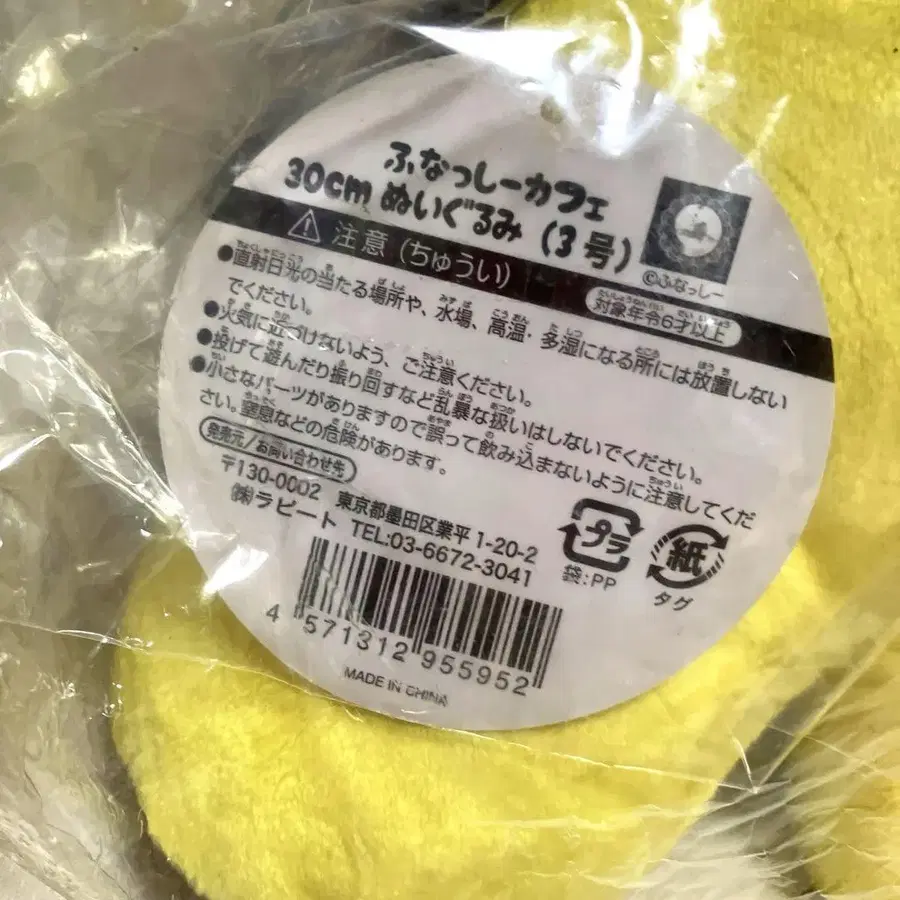 ふなっしーカフェ
30cm ぬいぐるみ (3号)
©ふなっしー
注意 (ちゅうい)
対象年令6才以上
●直射日光の当たる場所や、水場、高温・多湿になる所には放置しない
でください。
●火気に近づけないよう、ご注意ください。
●投げて遊んだり振り回すなど乱暴な扱いはしないでください。
●小さなパーツがありますので誤って飲み込まないように注意してくだ
さい。窒息などの危険があります。
発売元/お問い合わせ先
〒130-0002 東京都墨田区業平1-20-2
㈱ラピート TEL:03-6672-3041
プラ
袋:PP
紙
タグ
4 571312 955952
MADE IN CHINA